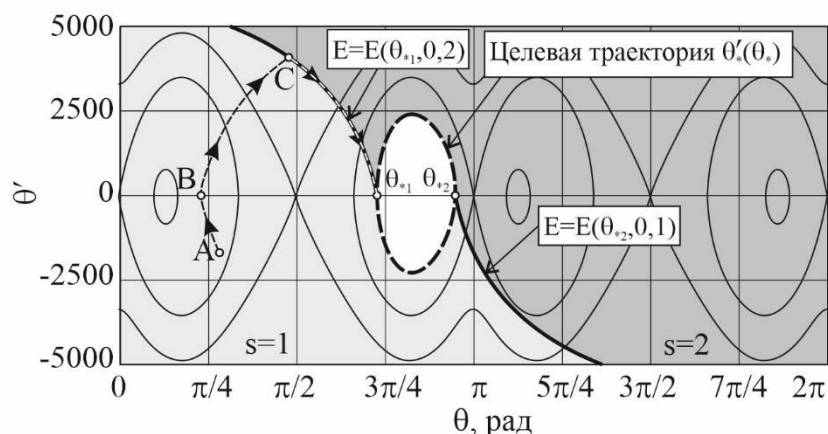 5000
2500
0
-2500
-5000
θ′
E=E(θ*1,0,2)
Целевая траектория θ′*(θ*)
C
B
A
θ*1 θ*2
E=E(θ*2,0,1)
s=1
s=2
0 π/4 π/2 3π/4 π 5π/4 3π/2 7π/4 2π
θ, рад